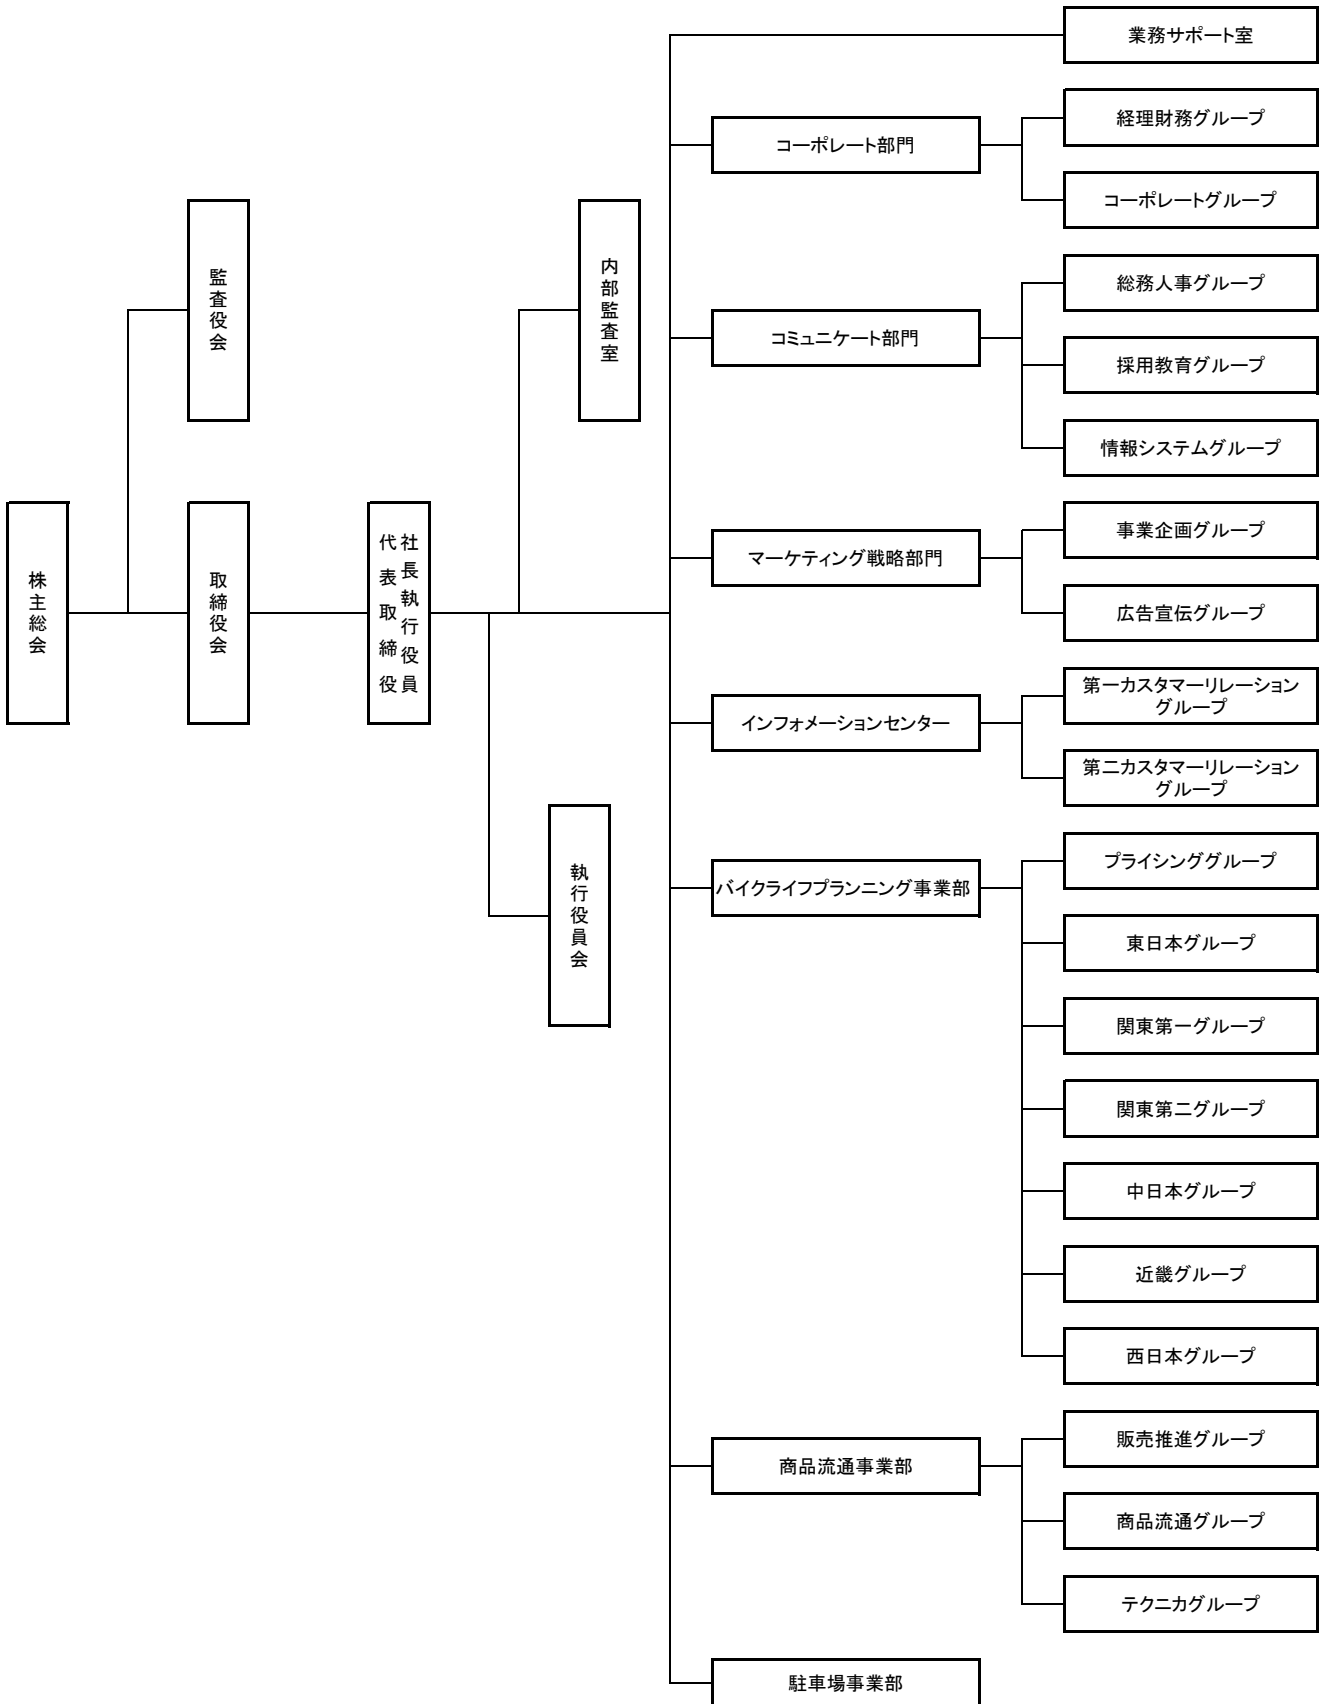 株主総会
監査役会
取締役会
社長執行役員
代表取締役
内部監査室
執行役員会
業務サポート室
コーポレート部門
経理財務グループ
コーポレートグループ
コミュニケート部門
総務人事グループ
採用教育グループ
情報システムグループ
マーケティング戦略部門
事業企画グループ
広告宣伝グループ
インフォメーションセンター
第一カスタマーリレーション
グループ
第二カスタマーリレーション
グループ
バイクライフプランニング事業部
プライシンググループ
東日本グループ
関東第一グループ
関東第二グループ
中日本グループ
近畿グループ
西日本グループ
商品流通事業部
販売推進グループ
商品流通グループ
テクニカグループ
駐車場事業部